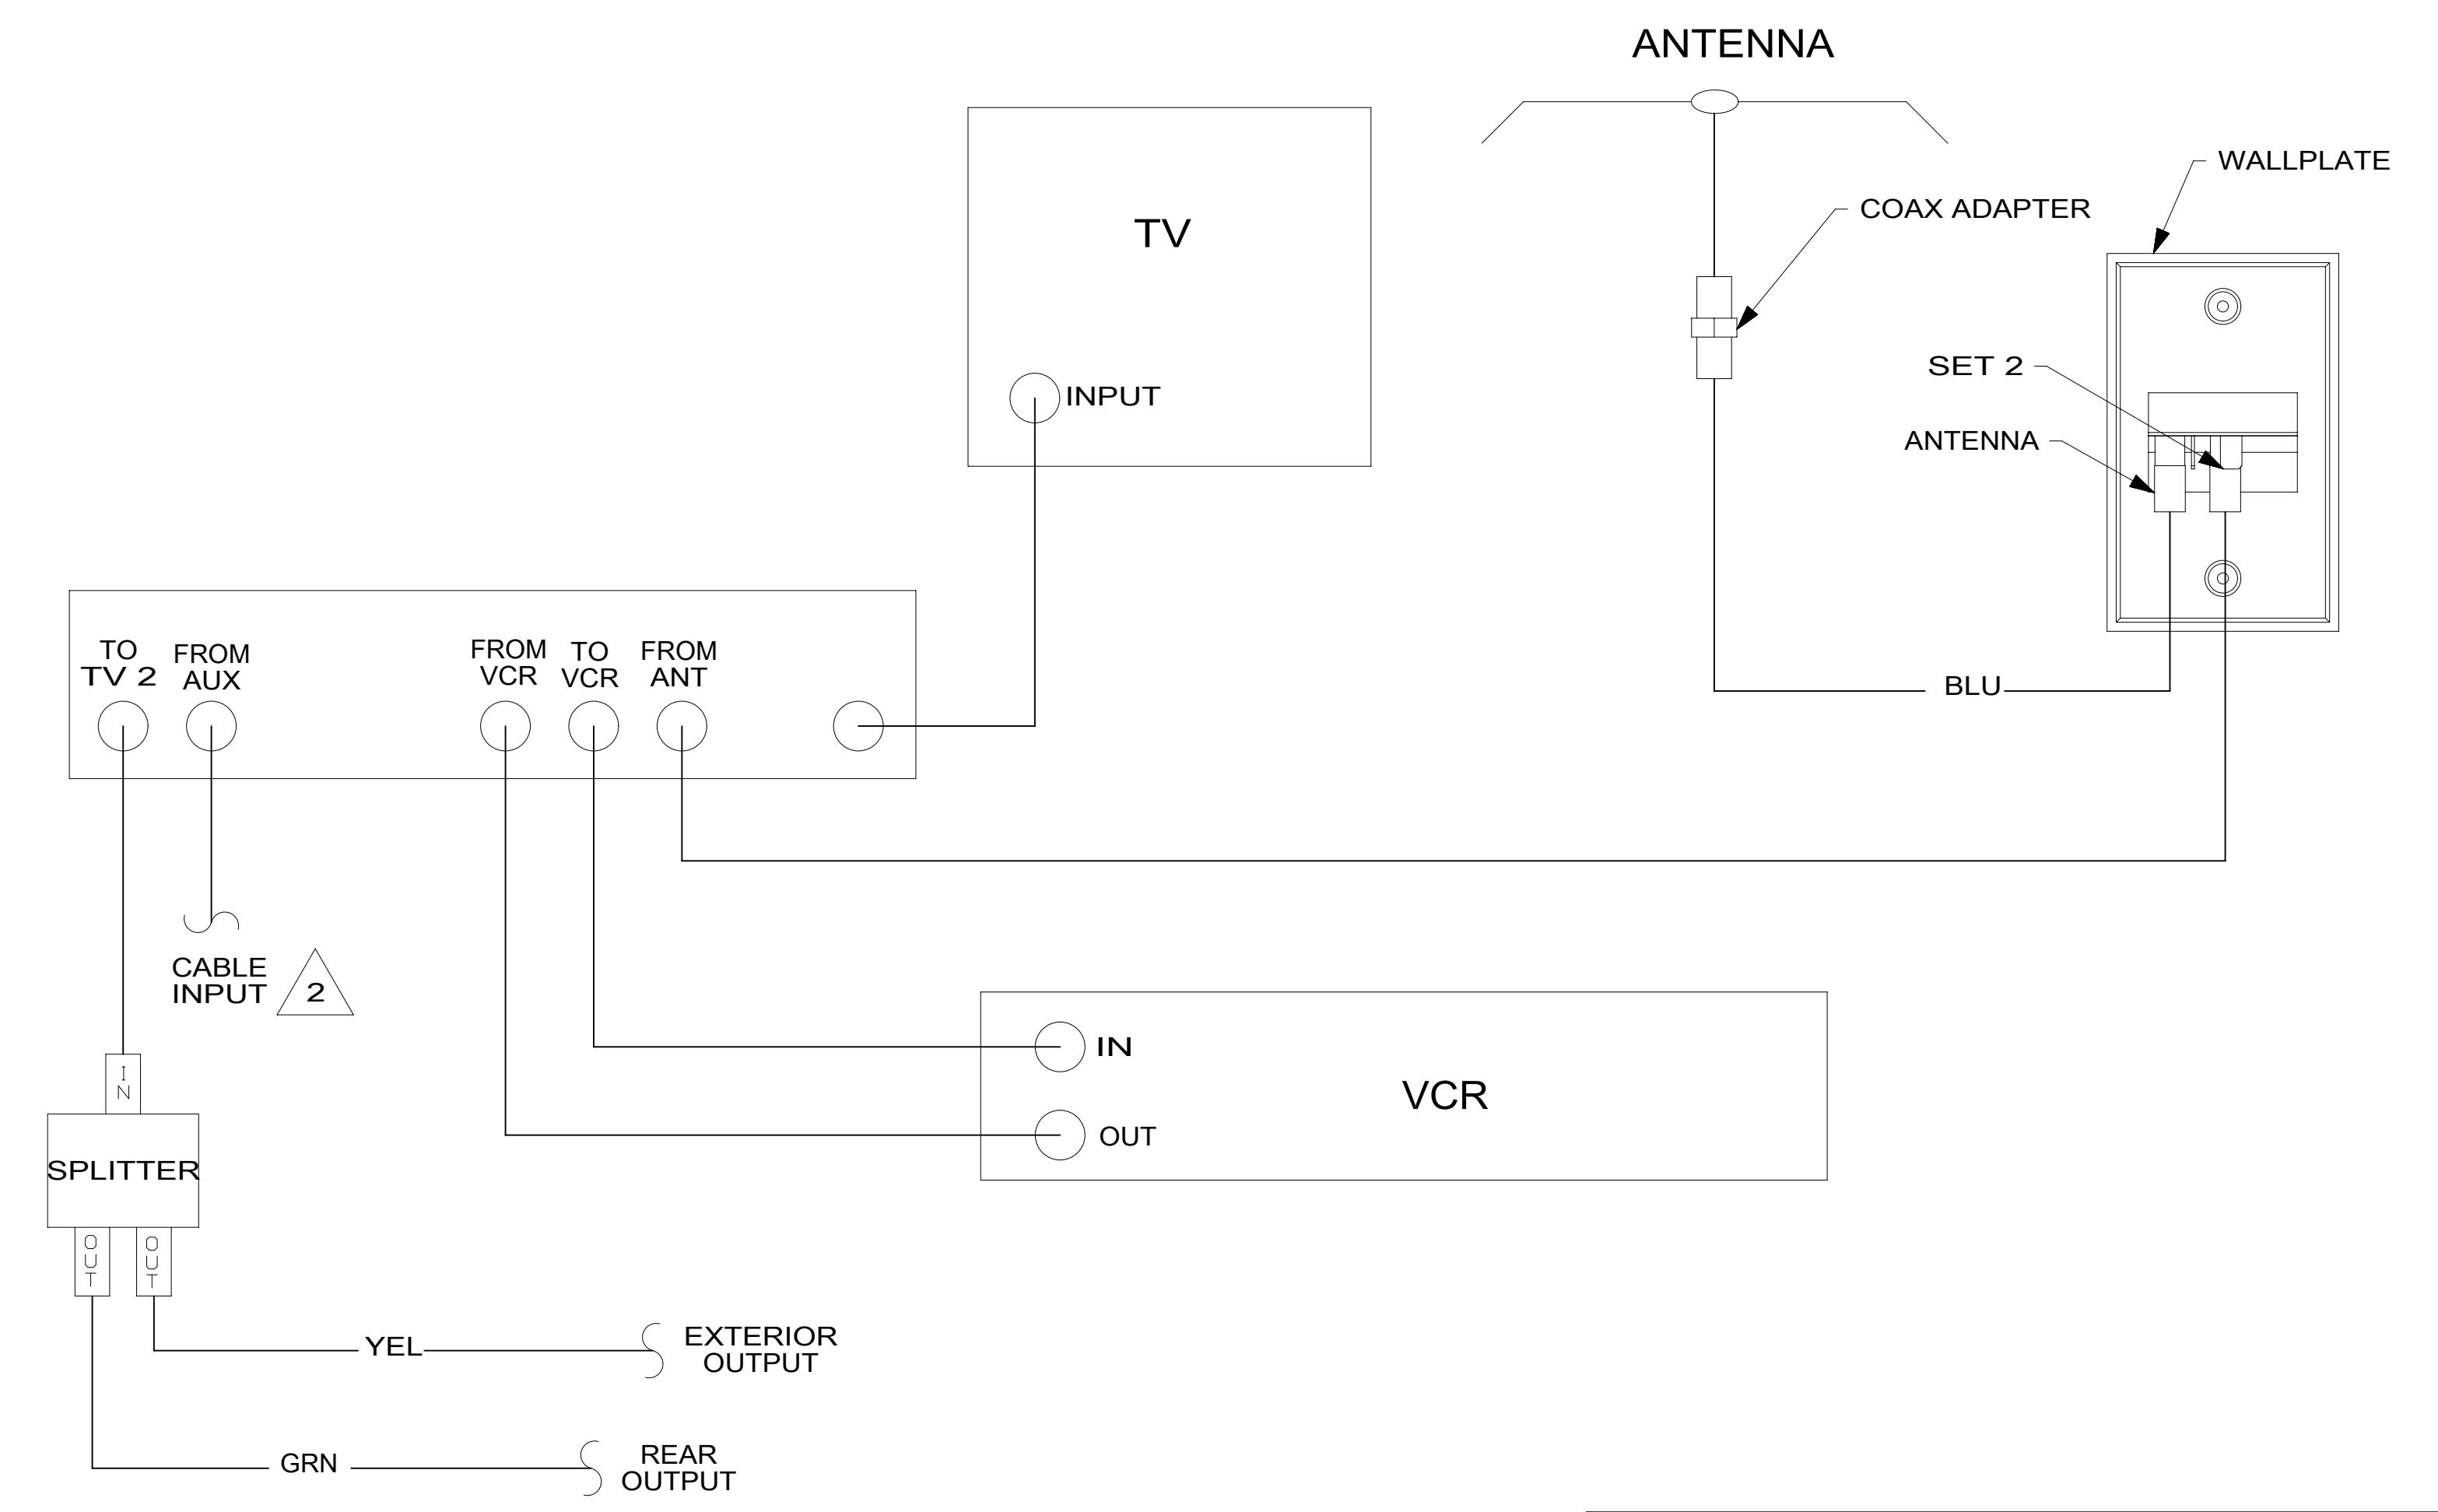 ANTENNA
WALLPLATE
COAX ADAPTER
TV
SET 2
INPUT
ANTENNA
TO
TV 2
FROM
AUX
FROM
VCR
TO
VCR
FROM
ANT
BLU
CABLE
INPUT
2
IN
OUT
VCR
IN
SPLITTER
OUT
OUT
YEL
EXTERIOR
OUTPUT
GRN
REAR
OUTPUT